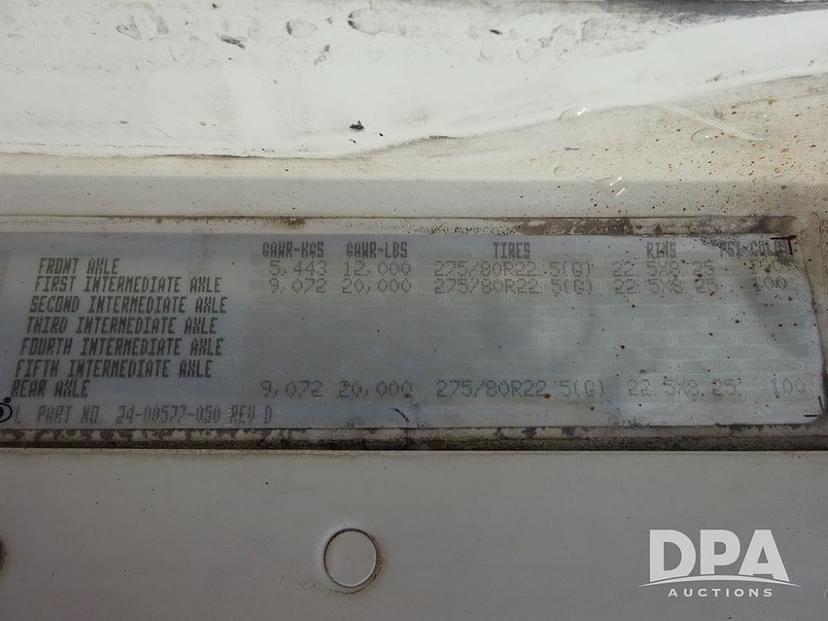 GAWR-KGS GAWR-LBS TIRES RIMS PSI-COLD
FRONT AXLE 5,443 12,000 275/80R22.5(G) 22.5X8.25
FIRST INTERMEDIATE AXLE 9,072 20,000 275/80R22.5(G) 22.5X8.25 100
SECOND INTERMEDIATE AXLE
THIRD INTERMEDIATE AXLE
FOURTH INTERMEDIATE AXLE
FIFTH INTERMEDIATE AXLE
REAR AXLE 9,072 20,000 275/80R22.5(G) 22.5X8.25 100
L PART NO. 24-00577-050 REV D
DPA
AUCTIONS